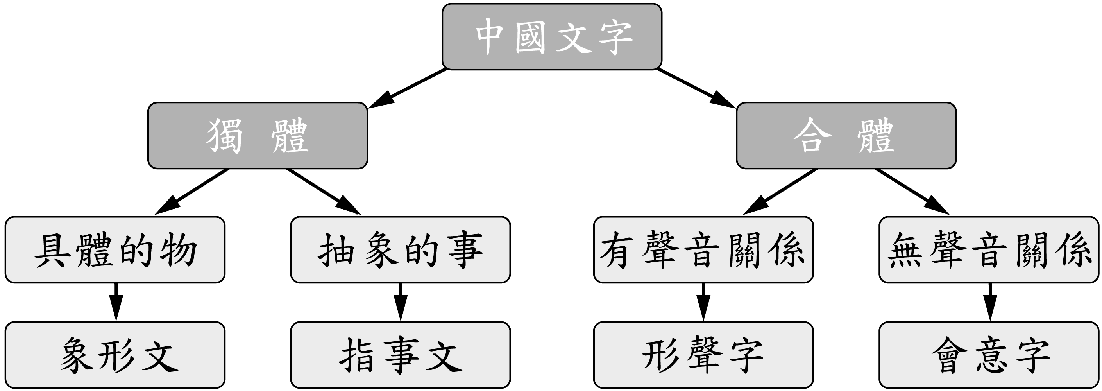 中國文字
獨體
合體
具體的物
抽象的事
有聲音關係
無聲音關係
象形文
指事文
形聲字
會意字